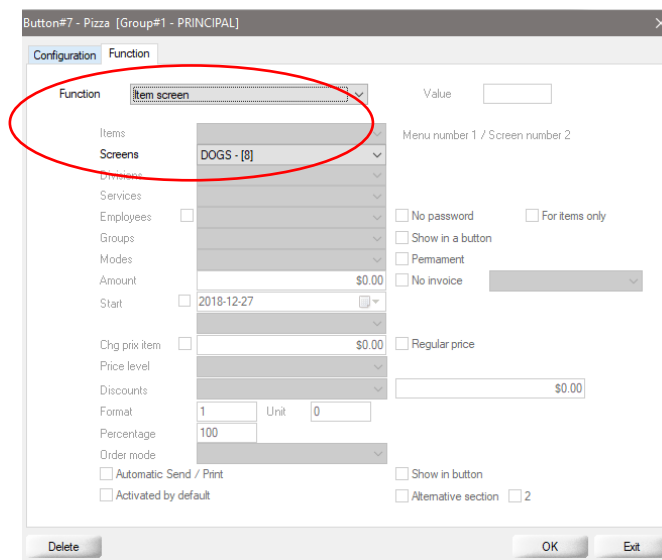 Button#7 - Pizza [Group#1 - PRINCIPAL]
Configuration Function
Function Item screen Value
Items Menu number 1 / Screen number 2
Screens DOGS - [8]
Divisions
Services
Employees No password For items only
Groups Show in a button
Modes Permament
Amount $0.00 No invoice
Start 2018-12-27
Chg prix item $0.00 Regular price
Price level
Discounts $0.00
Format 1 Unit 0
Percentage 100
Order mode
Automatic Send / Print Show in button
Activated by default Alternative section 2
Delete OK Exit